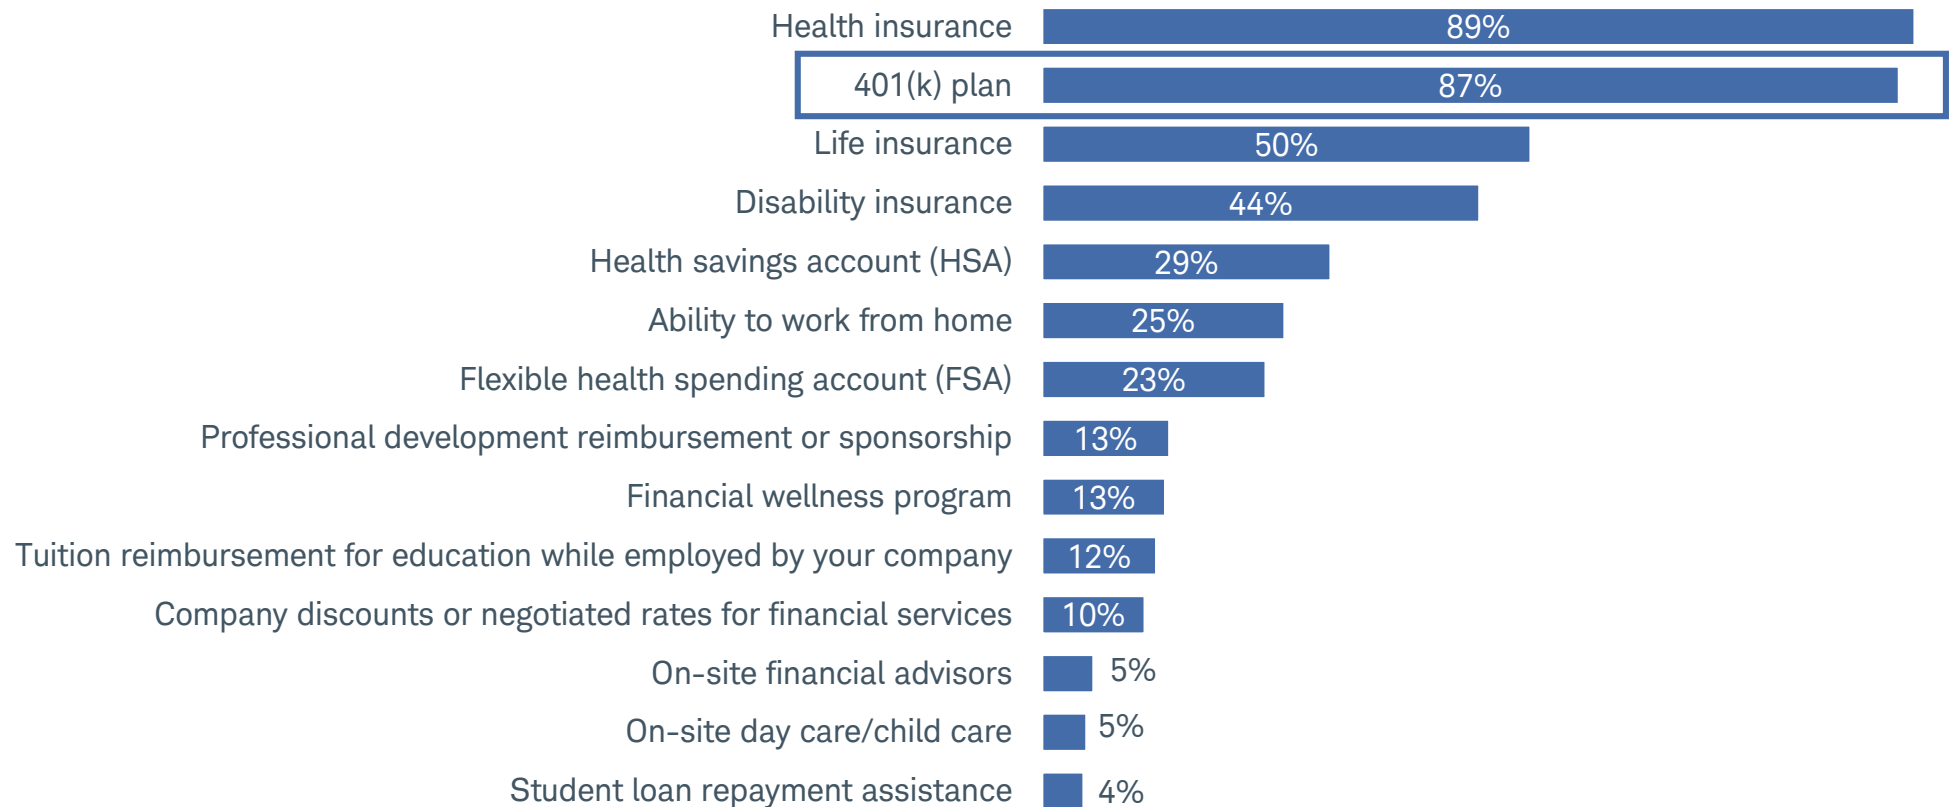 Health insurance 89%
401(k) plan 87%
Life insurance 50%
Disability insurance 44%
Health savings account (HSA) 29%
Ability to work from home 25%
Flexible health spending account (FSA) 23%
Professional development reimbursement or sponsorship 13%
Financial wellness program 13%
Tuition reimbursement for education while employed by your company 12%
Company discounts or negotiated rates for financial services 10%
On-site financial advisors 5%
On-site day care/child care 5%
Student loan repayment assistance 4%